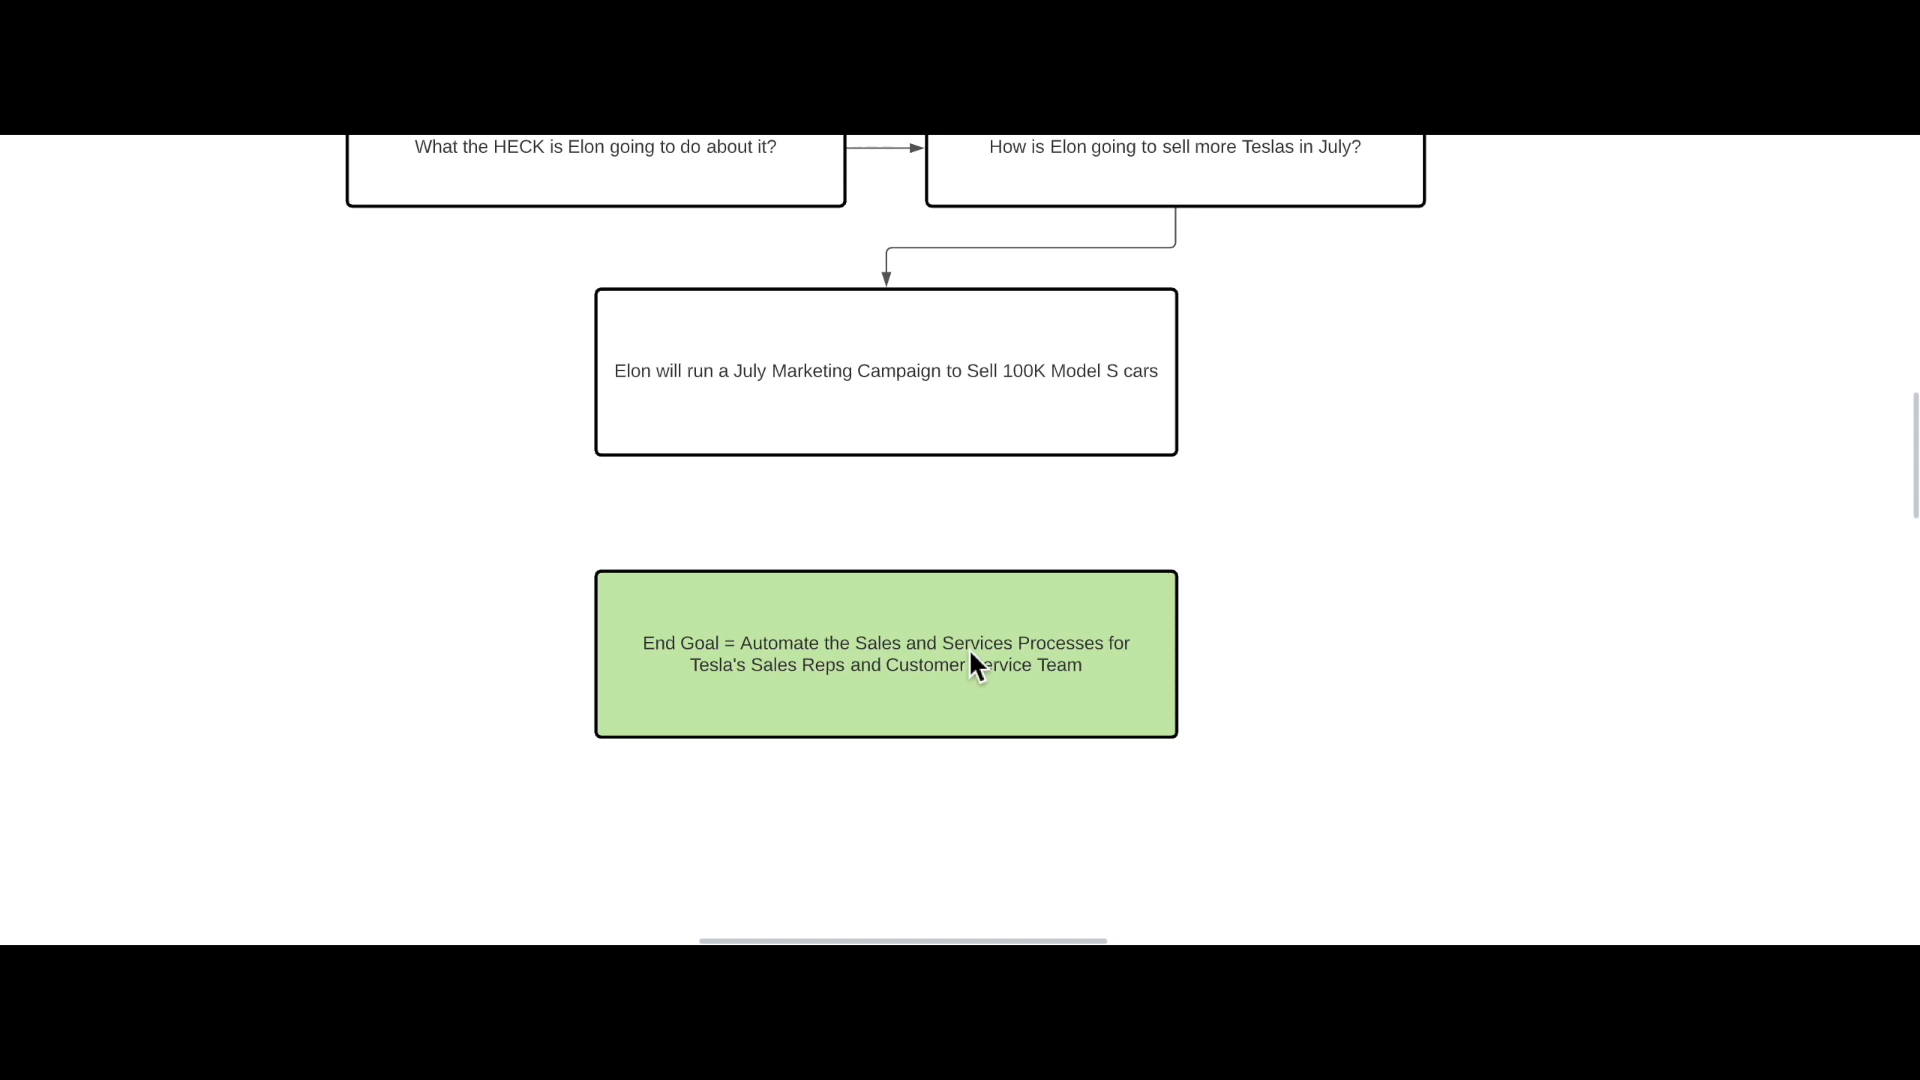 What the HECK is Elon going to do about it?
How is Elon going to sell more Teslas in July?
Elon will run a July Marketing Campaign to Sell 100K Model S cars
End Goal = Automate the Sales and Services Processes for
Tesla's Sales Reps and Customer Service Team